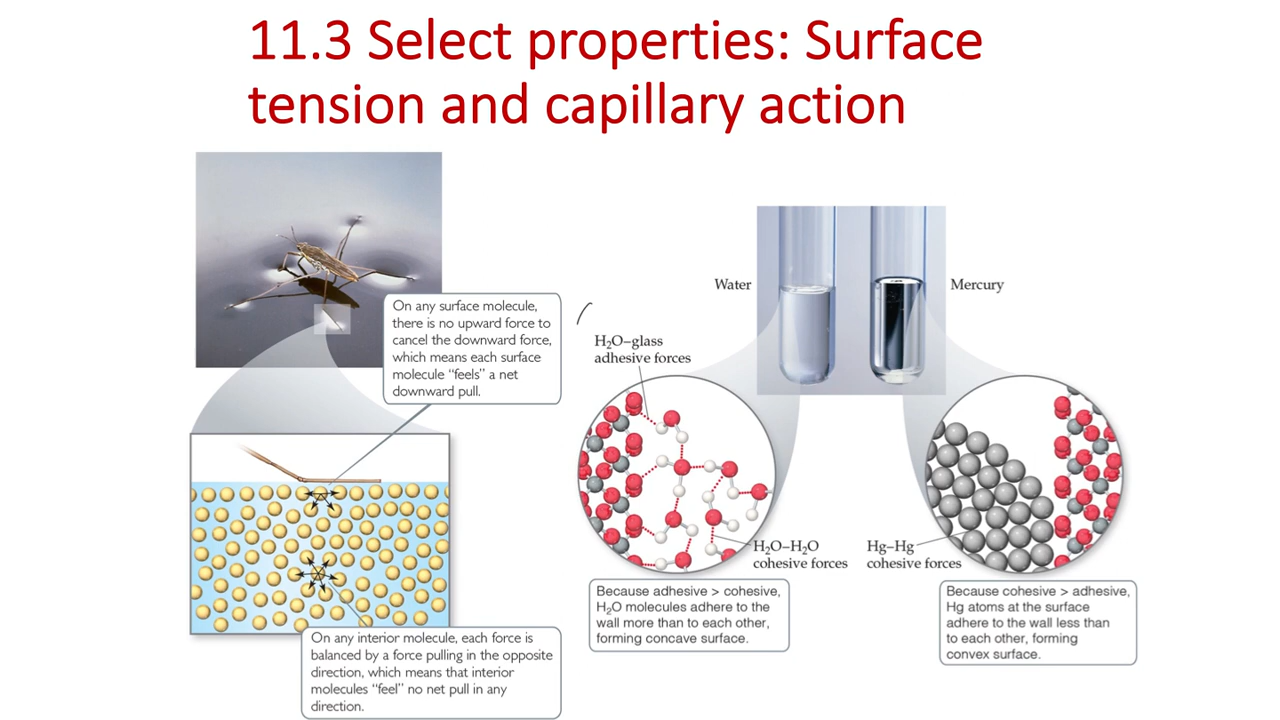 11.3 Select properties: Surface
tension and capillary action
On any surface molecule,
there is no upward force to
cancel the downward force,
which means each surface
molecule “feels” a net
downward pull.
On any interior molecule, each force is
balanced by a force pulling in the opposite
direction, which means that interior
molecules “feel” no net pull in any
direction.
Water
Mercury
H₂O–glass
adhesive forces
H₂O–H₂O
cohesive forces
Hg–Hg
cohesive forces
Because adhesive > cohesive,
H₂O molecules adhere to the
wall more than to each other,
forming concave surface.
Because cohesive > adhesive,
Hg atoms at the surface
adhere to the wall less than
to each other, forming
convex surface.